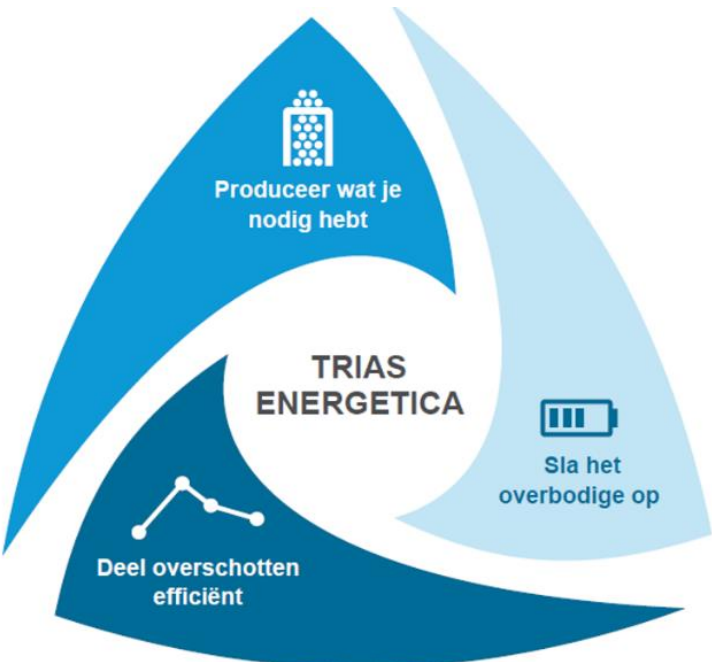 Produceer wat je
nodig hebt
TRIAS
ENERGETICA
Sla het
overbodige op
Deel overschotten
efficiënt